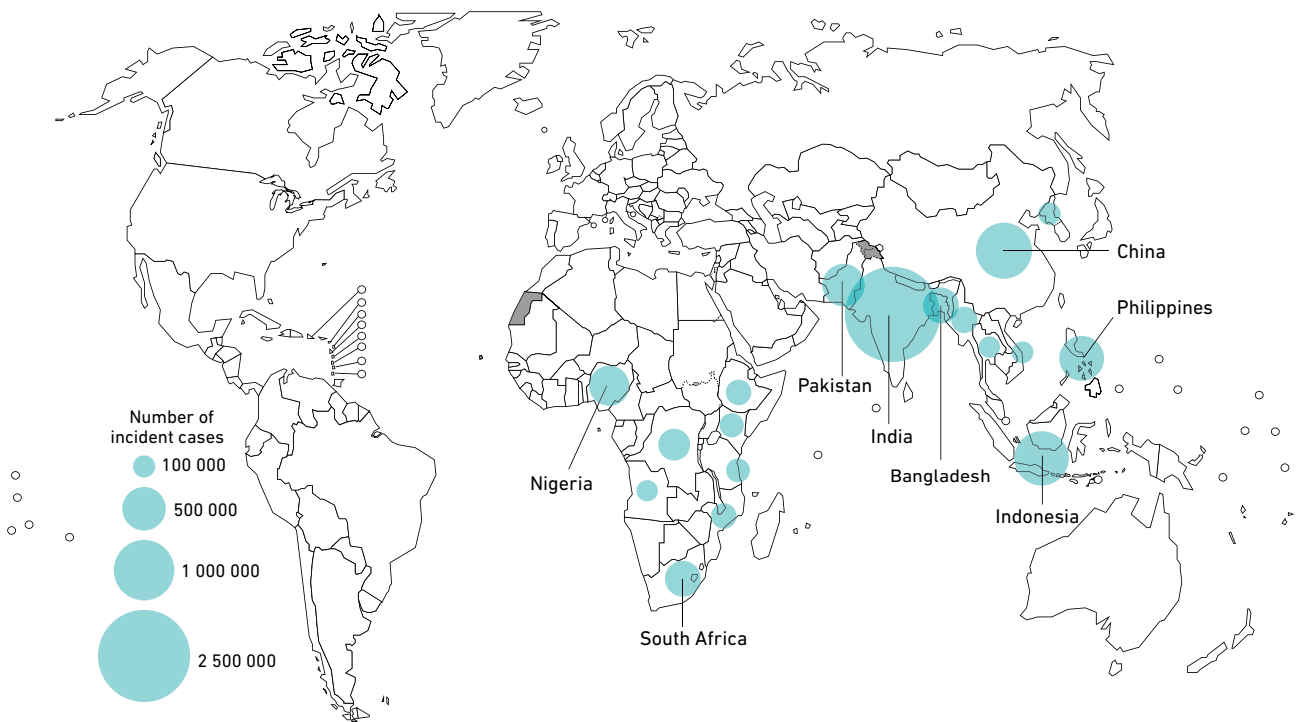 China
Philippines
Pakistan
India
Bangladesh
Nigeria
Indonesia
South Africa
Number of
incident cases
100 000
500 000
1 000 000
2 500 000